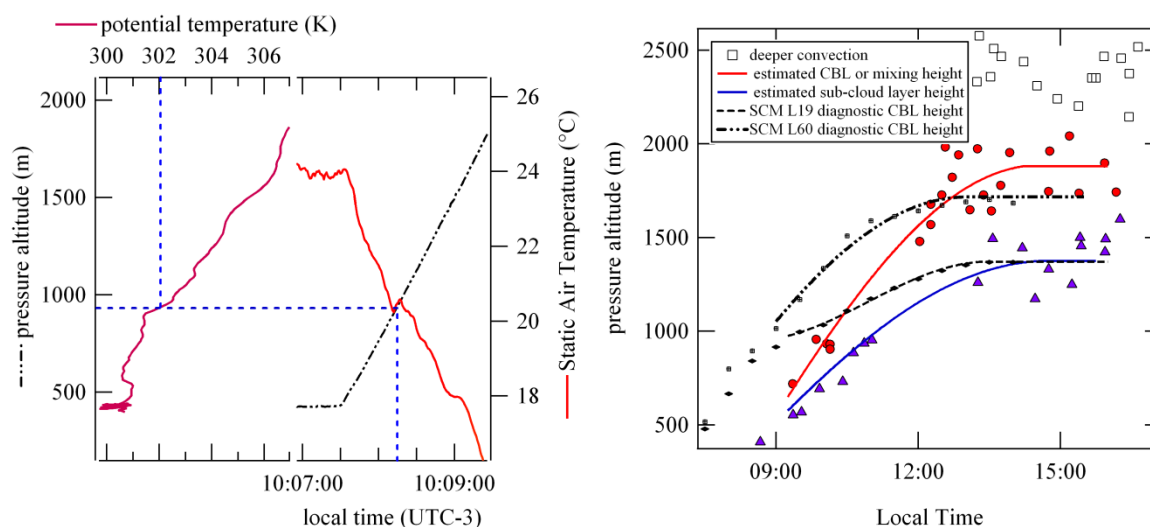 potential temperature (K)
300 302 304 306
pressure altitude (m)
2000
1500
1000
500
26
24
22
20
18
Static Air Temperature (°C)
10:07:00 10:09:00
local time (UTC-3)
pressure altitude (m)
2500
2000
1500
1000
500
deeper convection
estimated CBL or mixing height
estimated sub-cloud layer height
SCM L19 diagnostic CBL height
SCM L60 diagnostic CBL height
09:00 12:00 15:00
Local Time